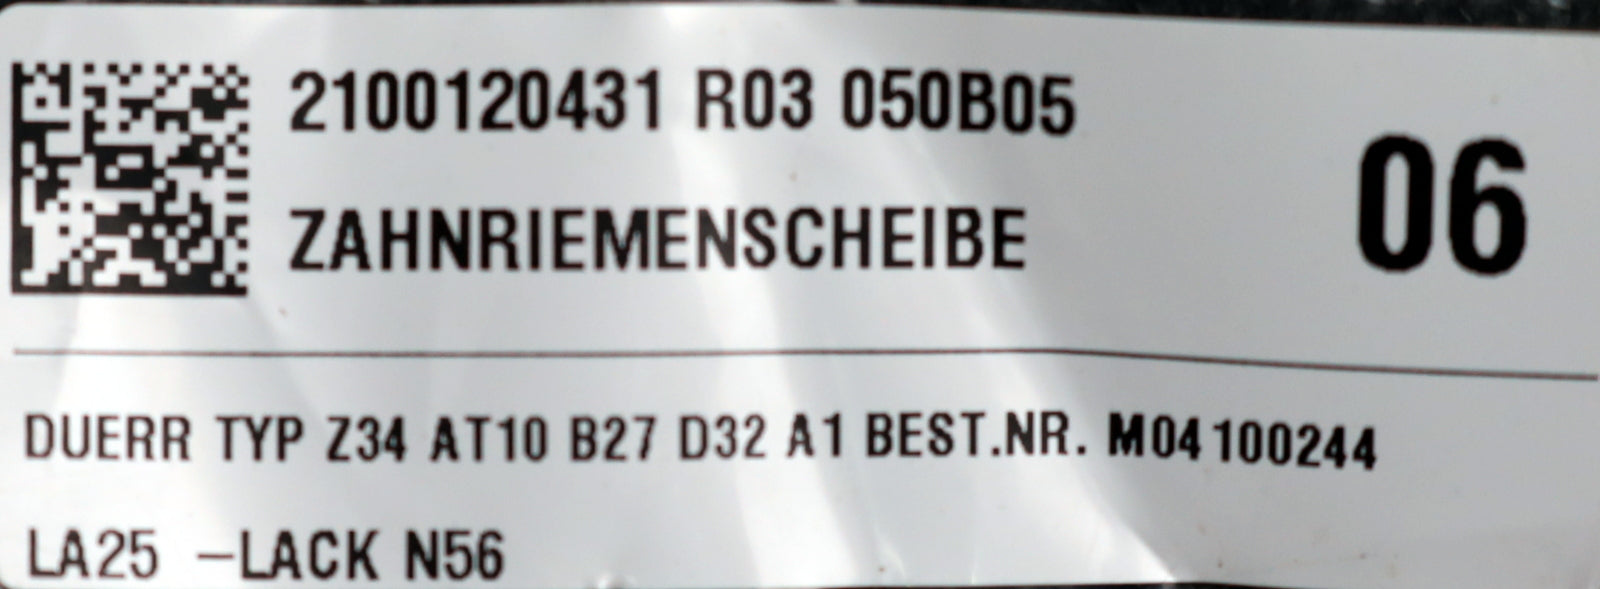 2100120431 R03 050B05
06
ZAHNRIEMENSCHEIBE
DUERR TYP Z34 AT10 B27 D32 A1 BEST.NR. M04100244
LA25 -LACK N56